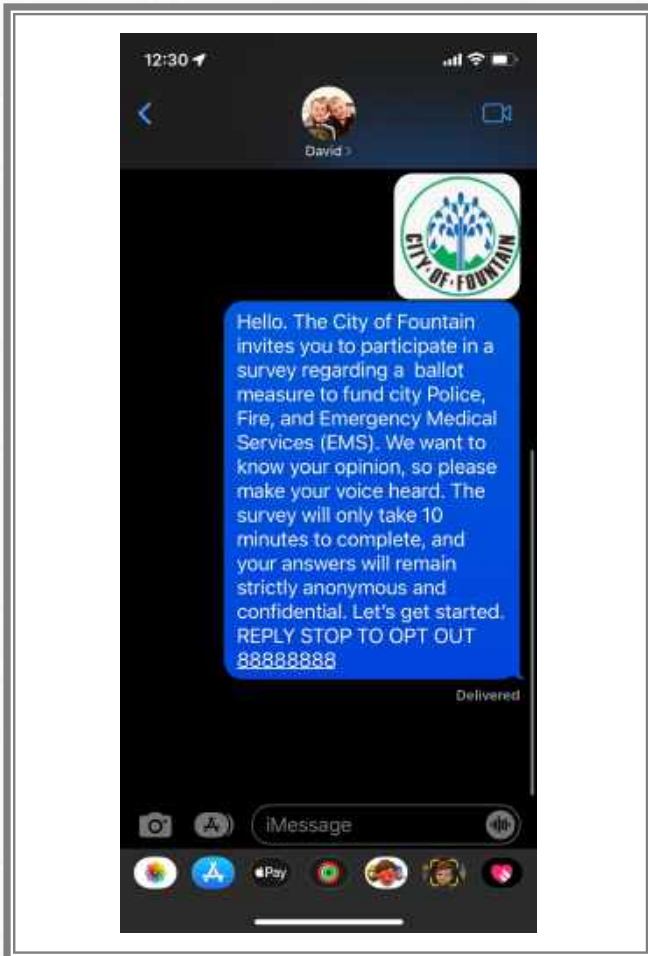 12:30
David >
CITY · OF · FOUNTAIN
Hello. The City of Fountain
invites you to participate in a
survey regarding a  ballot
measure to fund city Police,
Fire, and Emergency Medical
Services (EMS). We want to
know your opinion, so please
make your voice heard. The
survey will only take 10
minutes to complete, and
your answers will remain
strictly anonymous and
confidential. Let's get started.
REPLY STOP TO OPT OUT
88888888
Delivered
iMessage
Pay